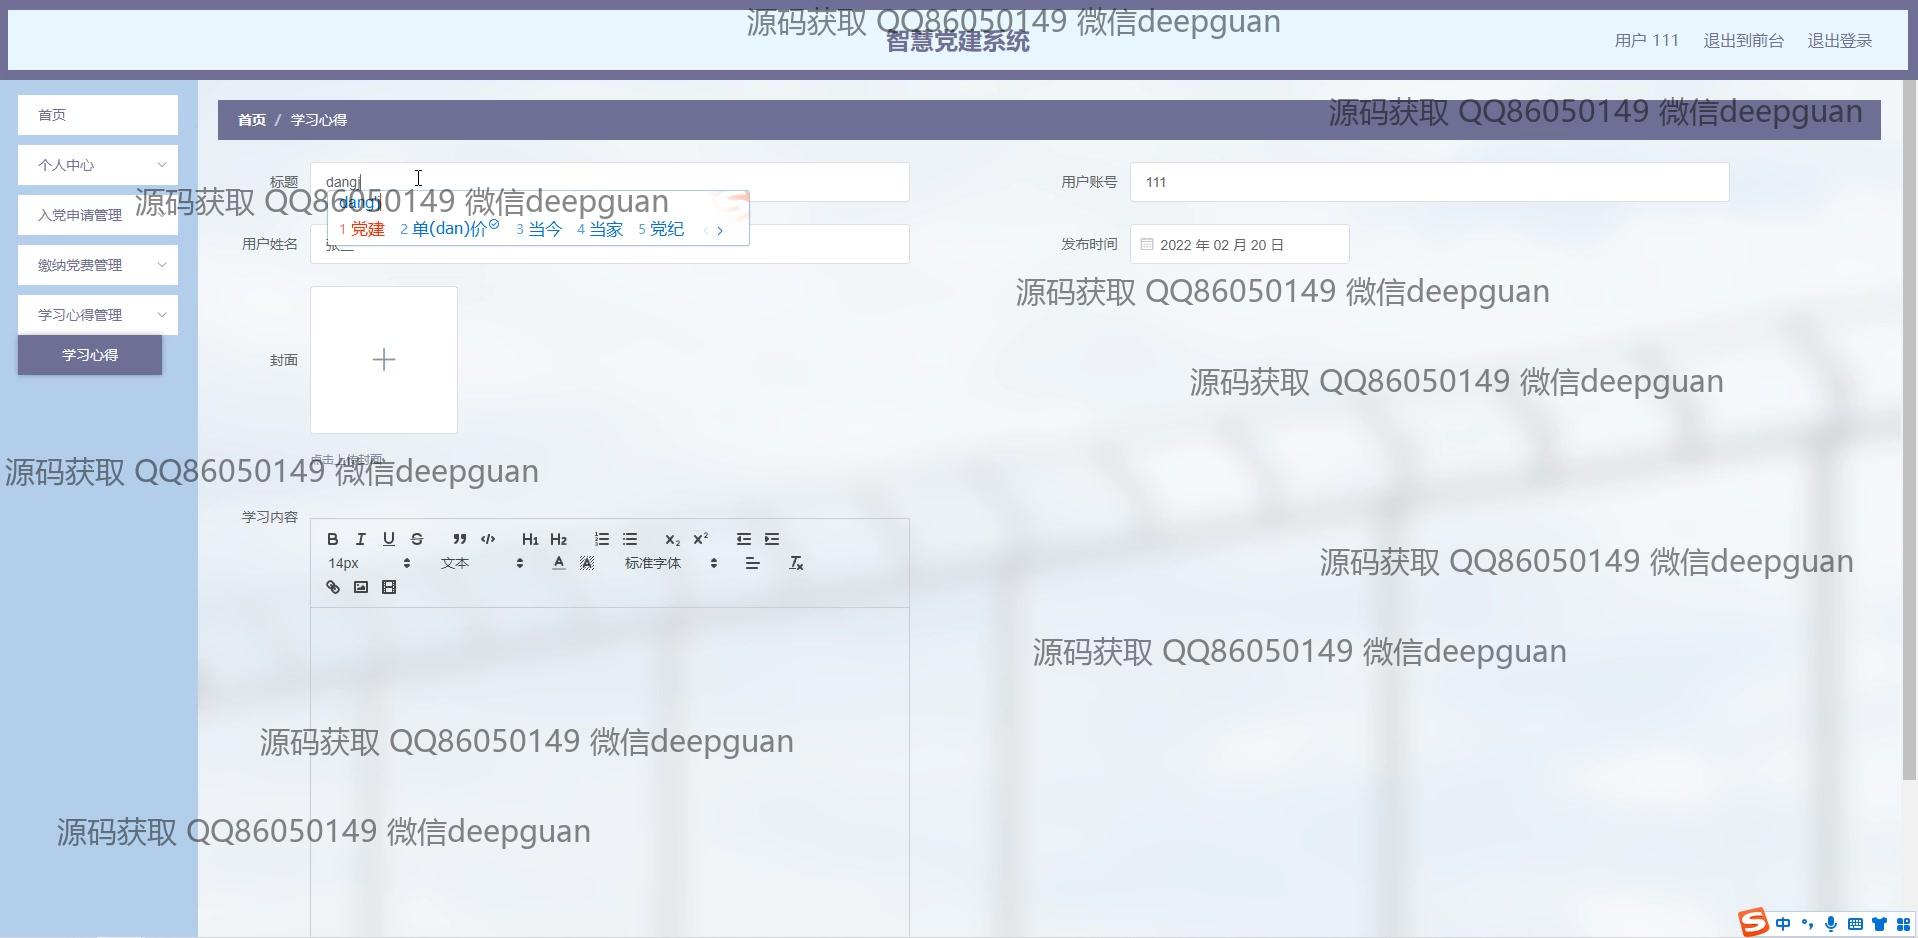 源码获取 QQ86050149 微信deepguan
智慧党建系统
用户 111 退出到前台 退出登录
首页
首页 / 学习心得
源码获取 QQ86050149 微信deepguan
个人中心
标题 dangj
用户账号 111
源码获取 QQ86050149 微信deepguan
dang'j
入党申请管理
1 党建 2 单(dan)价 3 当今 4 当家 5 党纪
用户姓名
发布时间 2022 年 02 月 20 日
缴纳党费管理
源码获取 QQ86050149 微信deepguan
学习心得管理
学习心得
封面
源码获取 QQ86050149 微信deepguan
点击上传封面
源码获取 QQ86050149 微信deepguan
学习内容
B I U S H1 H2 X2 X2
14px 文本 A A 标准字体
源码获取 QQ86050149 微信deepguan
源码获取 QQ86050149 微信deepguan
源码获取 QQ86050149 微信deepguan
源码获取 QQ86050149 微信deepguan
中